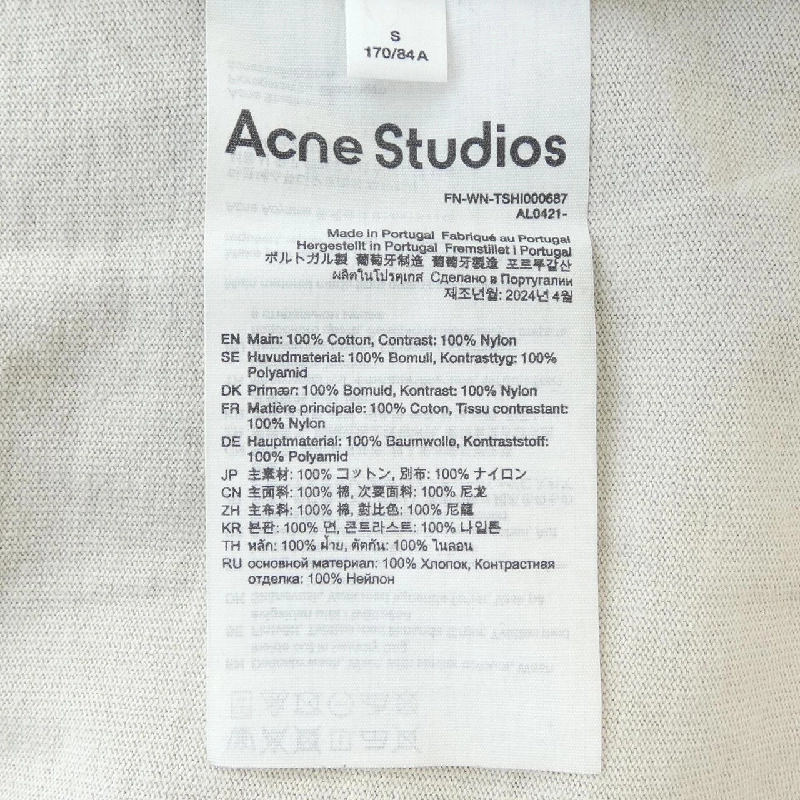 S
170/84A
Acne Studios
FN-WN-TSHI000687
AL0421-
Made in Portugal Fabriqué au Portugal
Hergestellt in Portugal Fremstillet i Portugal
ポルトガル製 葡萄牙制造 葡萄牙製造 포르투갈산
ผลิตในโปรตุเกส Сделано в Португалии
제조년월: 2024년 4월
EN Main: 100% Cotton, Contrast: 100% Nylon
SE Huvudmaterial: 100% Bomull, Kontrasttyg: 100%
Polyamid
DK Primær: 100% Bomuld, Kontrast: 100% Nylon
FR Matière principale: 100% Coton, Tissu contrastant:
100% Nylon
DE Hauptmaterial: 100% Baumwolle, Kontraststoff:
100% Polyamid
JP 主素材: 100% コットン, 別布: 100% ナイロン
CN 主面料: 100% 棉, 次要面料: 100% 尼龙
ZH 主布料: 100% 棉, 對比色: 100% 尼龍
KR 본판: 100% 면, 콘트라스트: 100% 나일론
TH หลัก: 100% ฝ้าย, ตัดกัน: 100% ไนลอน
RU основной материал: 100% Хлопок, Контрастная
отделка: 100% Нейлон